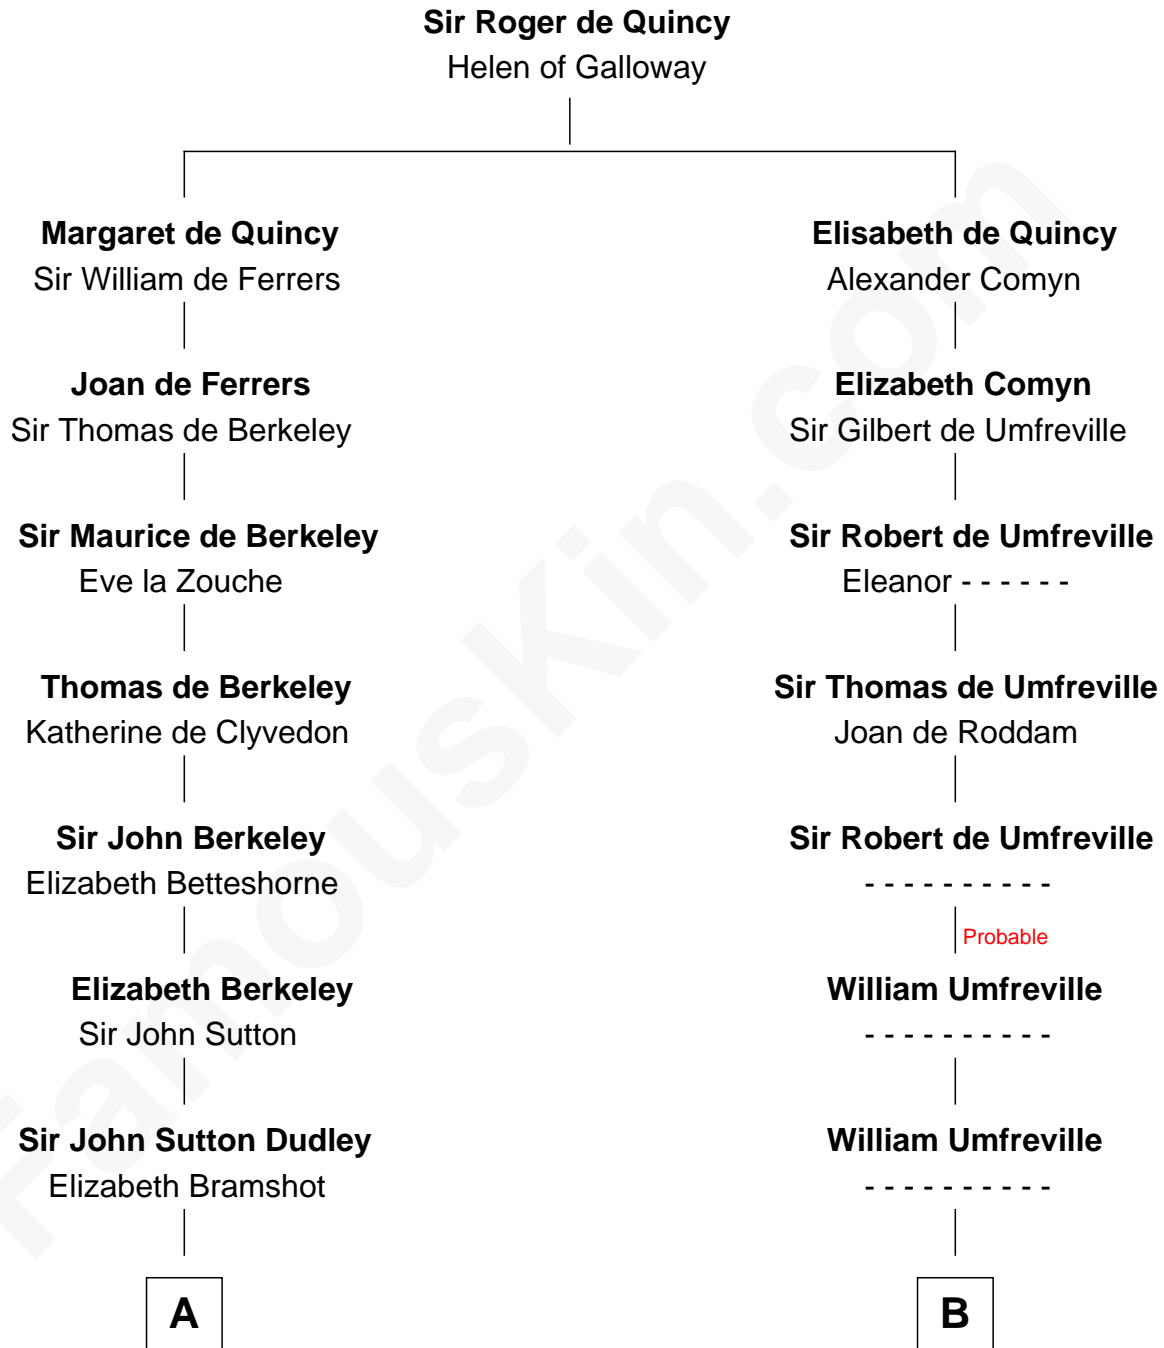 Sir Roger de Quincy
Helen of Galloway
Margaret de Quincy
Sir William de Ferrers
Elisabeth de Quincy
Alexander Comyn
Joan de Ferrers
Sir Thomas de Berkeley
Elizabeth Comyn
Sir Gilbert de Umfreville
Sir Maurice de Berkeley
Eve la Zouche
Sir Robert de Umfreville
Eleanor - - - - - -
Thomas de Berkeley
Katherine de Clyvedon
Sir Thomas de Umfreville
Joan de Roddam
Sir John Berkeley
Elizabeth Betteshorne
Sir Robert de Umfreville
- - - - - - - - - -
Probable
Elizabeth Berkeley
Sir John Sutton
William Umfreville
- - - - - - - - - -
Sir John Sutton Dudley
Elizabeth Bramshot
William Umfreville
- - - - - - - - - -
A
B
FamousKin.com